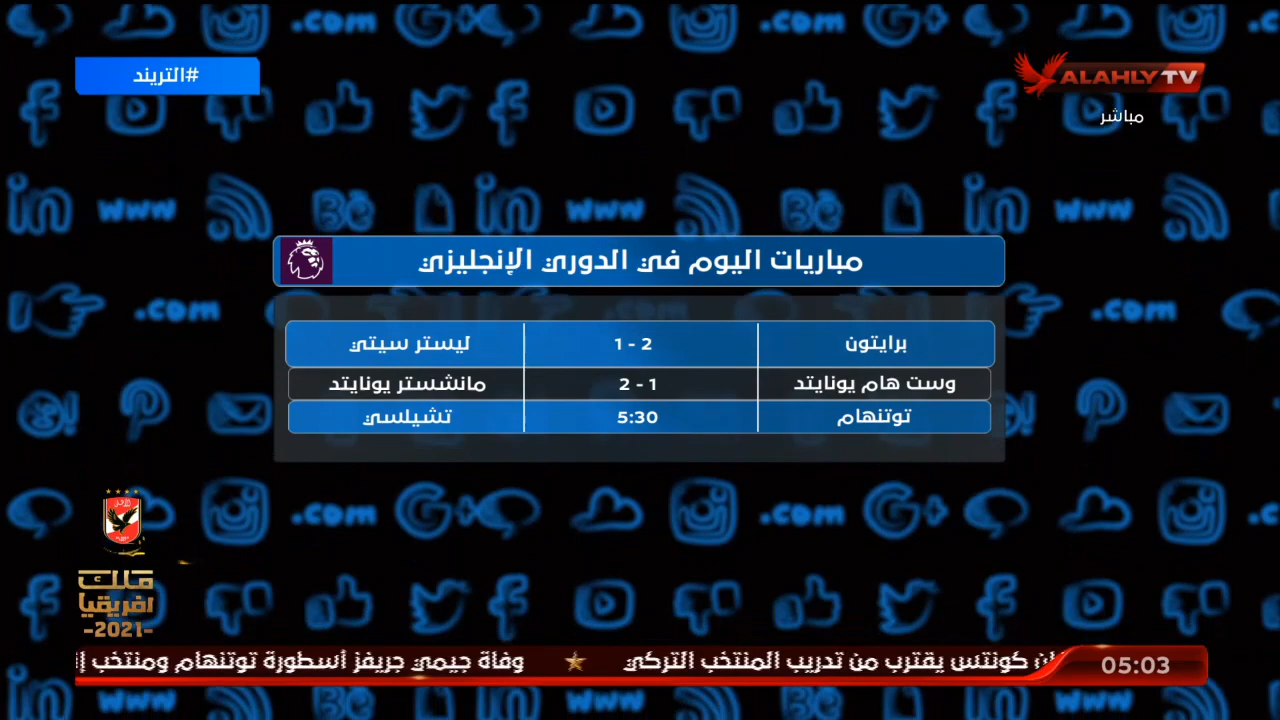 #التريند
ALAHLY TV
مباشر
مباريات اليوم في الدوري الإنجليزي
برايتون 2 - 1 ليستر سيتي
وست هام يونايتد 1 - 2 مانشستر يونايتد
توتنهام 5:30 تشيلسي
ملك
افريقيا
-2021-
05:03 كونتس يقترب من تدريب المنتخب التركي وفاة جيمي جريفز أسطورة توتنهام ومنتخب